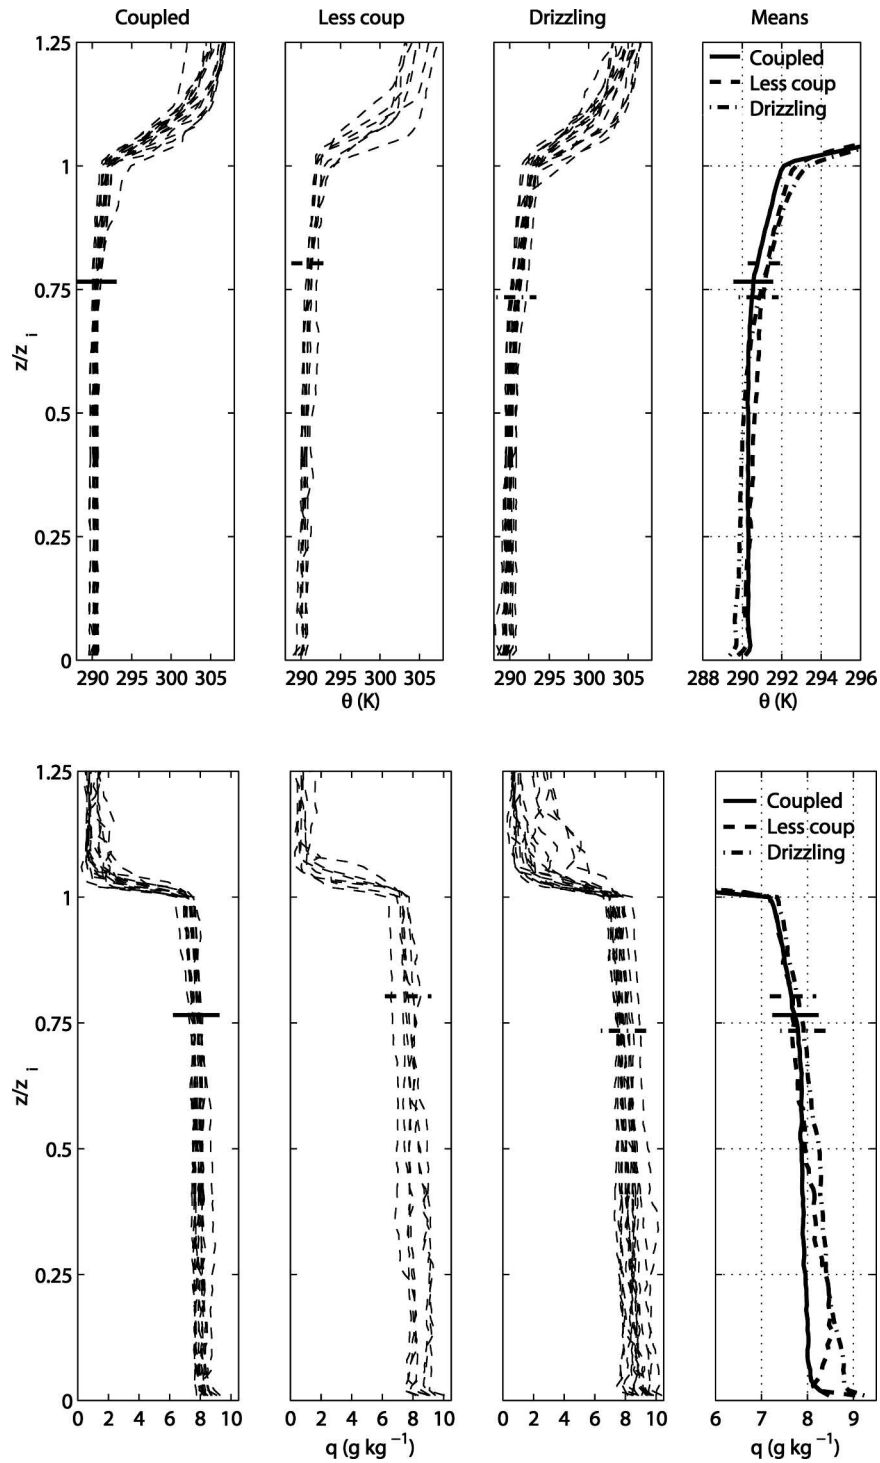 Coupled Less coup Drizzling Means
1.25
Coupled
Less coup
Drizzling
1
0.75
z/z i
0.5
0.25
0
290 295 300 305 290 295 300 305 290 295 300 305 288 290 292 294 296
θ (K) θ (K) θ (K)
1.25
Coupled
Less coup
Drizzling
1
0.75
z/z i
0.5
0.25
0
0 2 4 6 8 10 0 2 4 6 8 10 0 2 4 6 8 10 6 7 8 9
q (g kg −1) q (g kg −1) q (g kg −1)